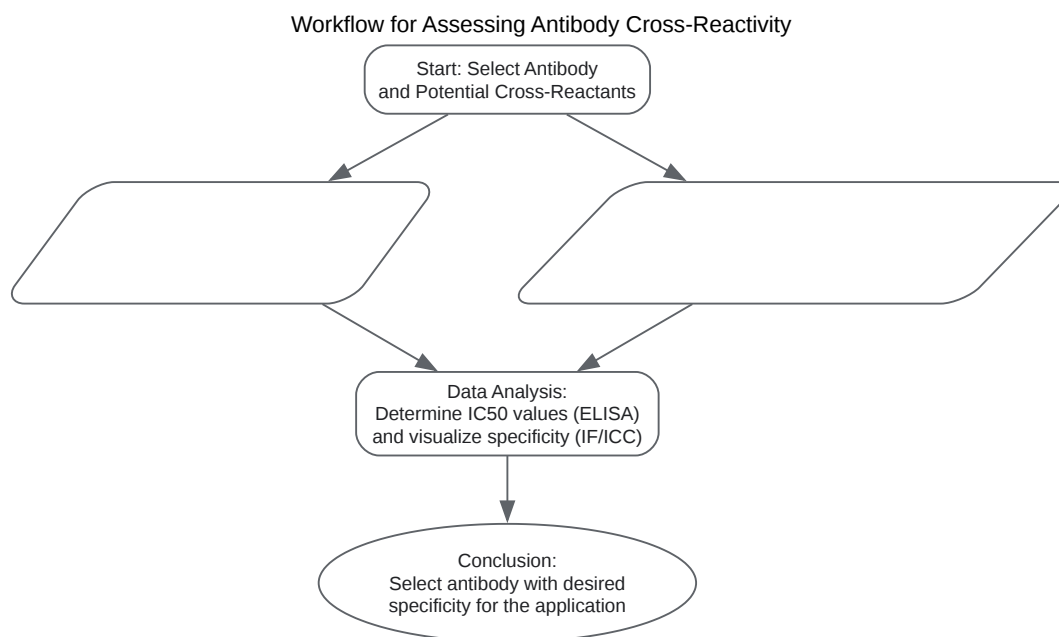 Workflow for Assessing Antibody Cross-Reactivity
Start: Select Antibody
and Potential Cross-Reactants
Data Analysis:
Determine IC50 values (ELISA)
and visualize specificity (IF/ICC)
Conclusion:
Select antibody with desired
specificity for the application